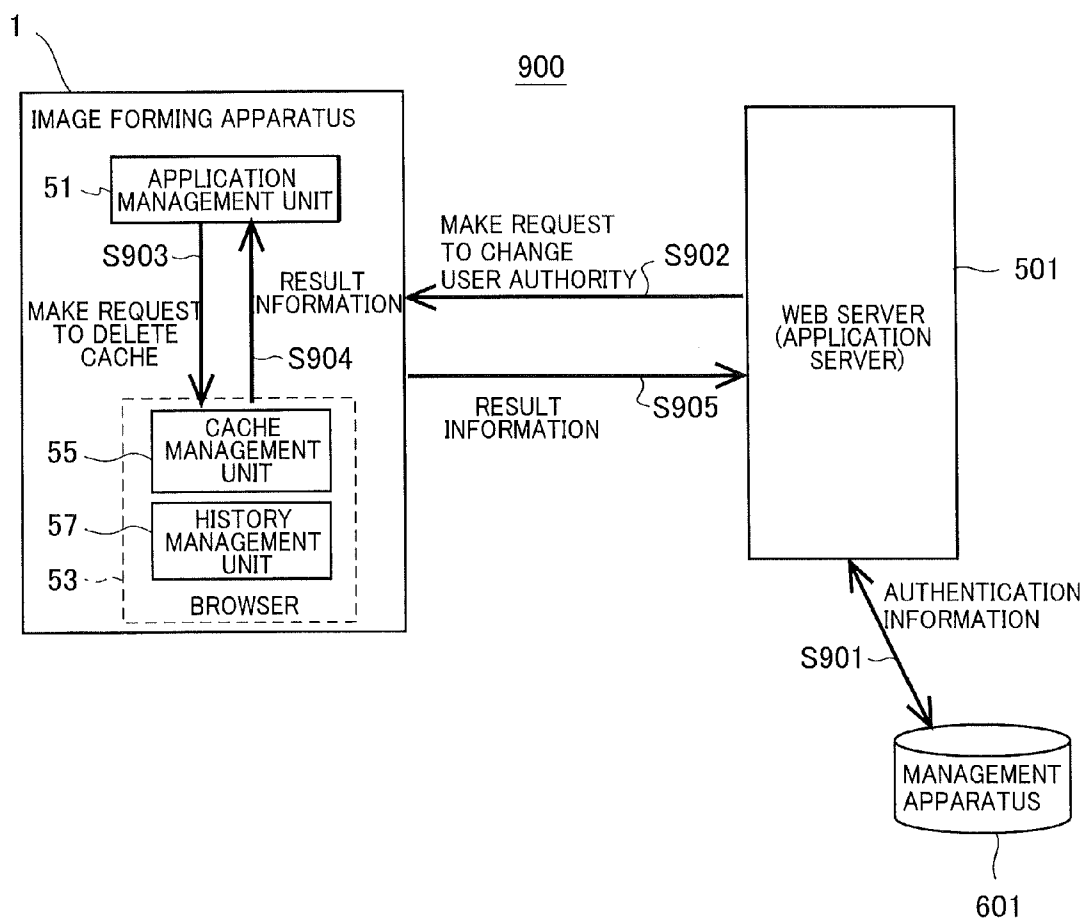 1
900
IMAGE FORMING APPARATUS
51
APPLICATION
MANAGEMENT UNIT
S903
MAKE REQUEST
TO DELETE
CACHE
RESULT
INFORMATION
S904
MAKE REQUEST
TO CHANGE
USER AUTHORITY
S902
S905
RESULT
INFORMATION
WEB SERVER
(APPLICATION
SERVER)
501
55
CACHE
MANAGEMENT
UNIT
57
HISTORY
MANAGEMENT
UNIT
53
BROWSER
AUTHENTICATION
INFORMATION
S901
MANAGEMENT
APPARATUS
601